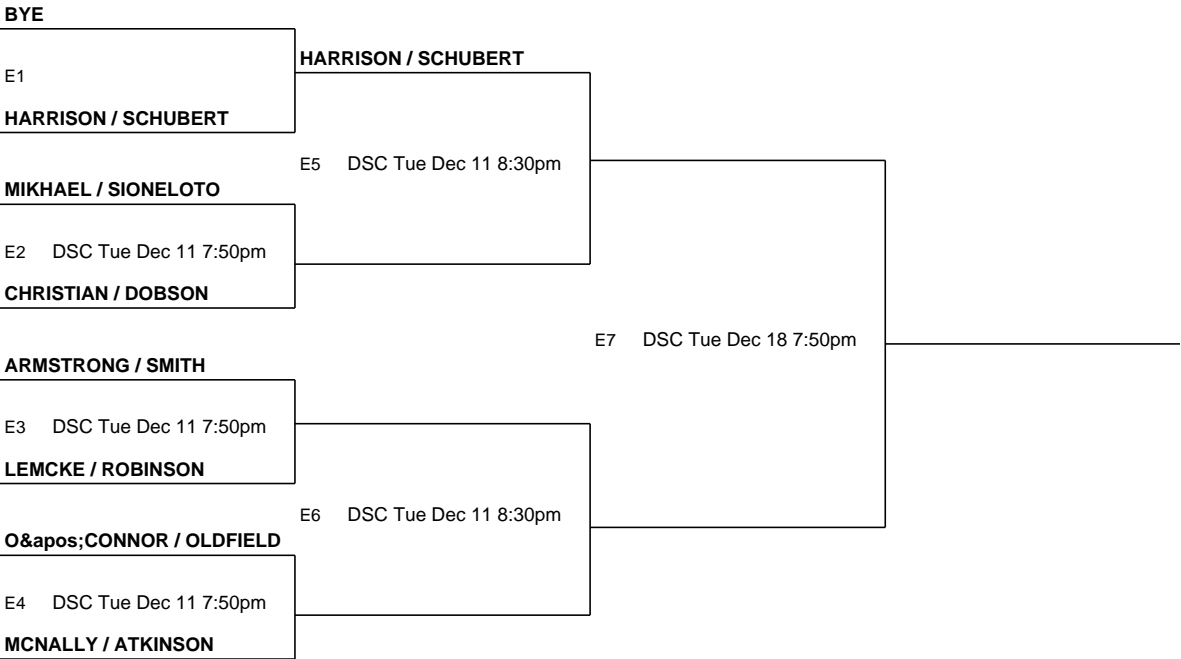 BYE
HARRISON / SCHUBERT
E1
HARRISON / SCHUBERT
E5 DSC Tue Dec 11 8:30pm
MIKHAEL / SIONELOTO
E2 DSC Tue Dec 11 7:50pm
CHRISTIAN / DOBSON
E7 DSC Tue Dec 18 7:50pm
ARMSTRONG / SMITH
E3 DSC Tue Dec 11 7:50pm
LEMCKE / ROBINSON
E6 DSC Tue Dec 11 8:30pm
O&apos;CONNOR / OLDFIELD
E4 DSC Tue Dec 11 7:50pm
MCNALLY / ATKINSON